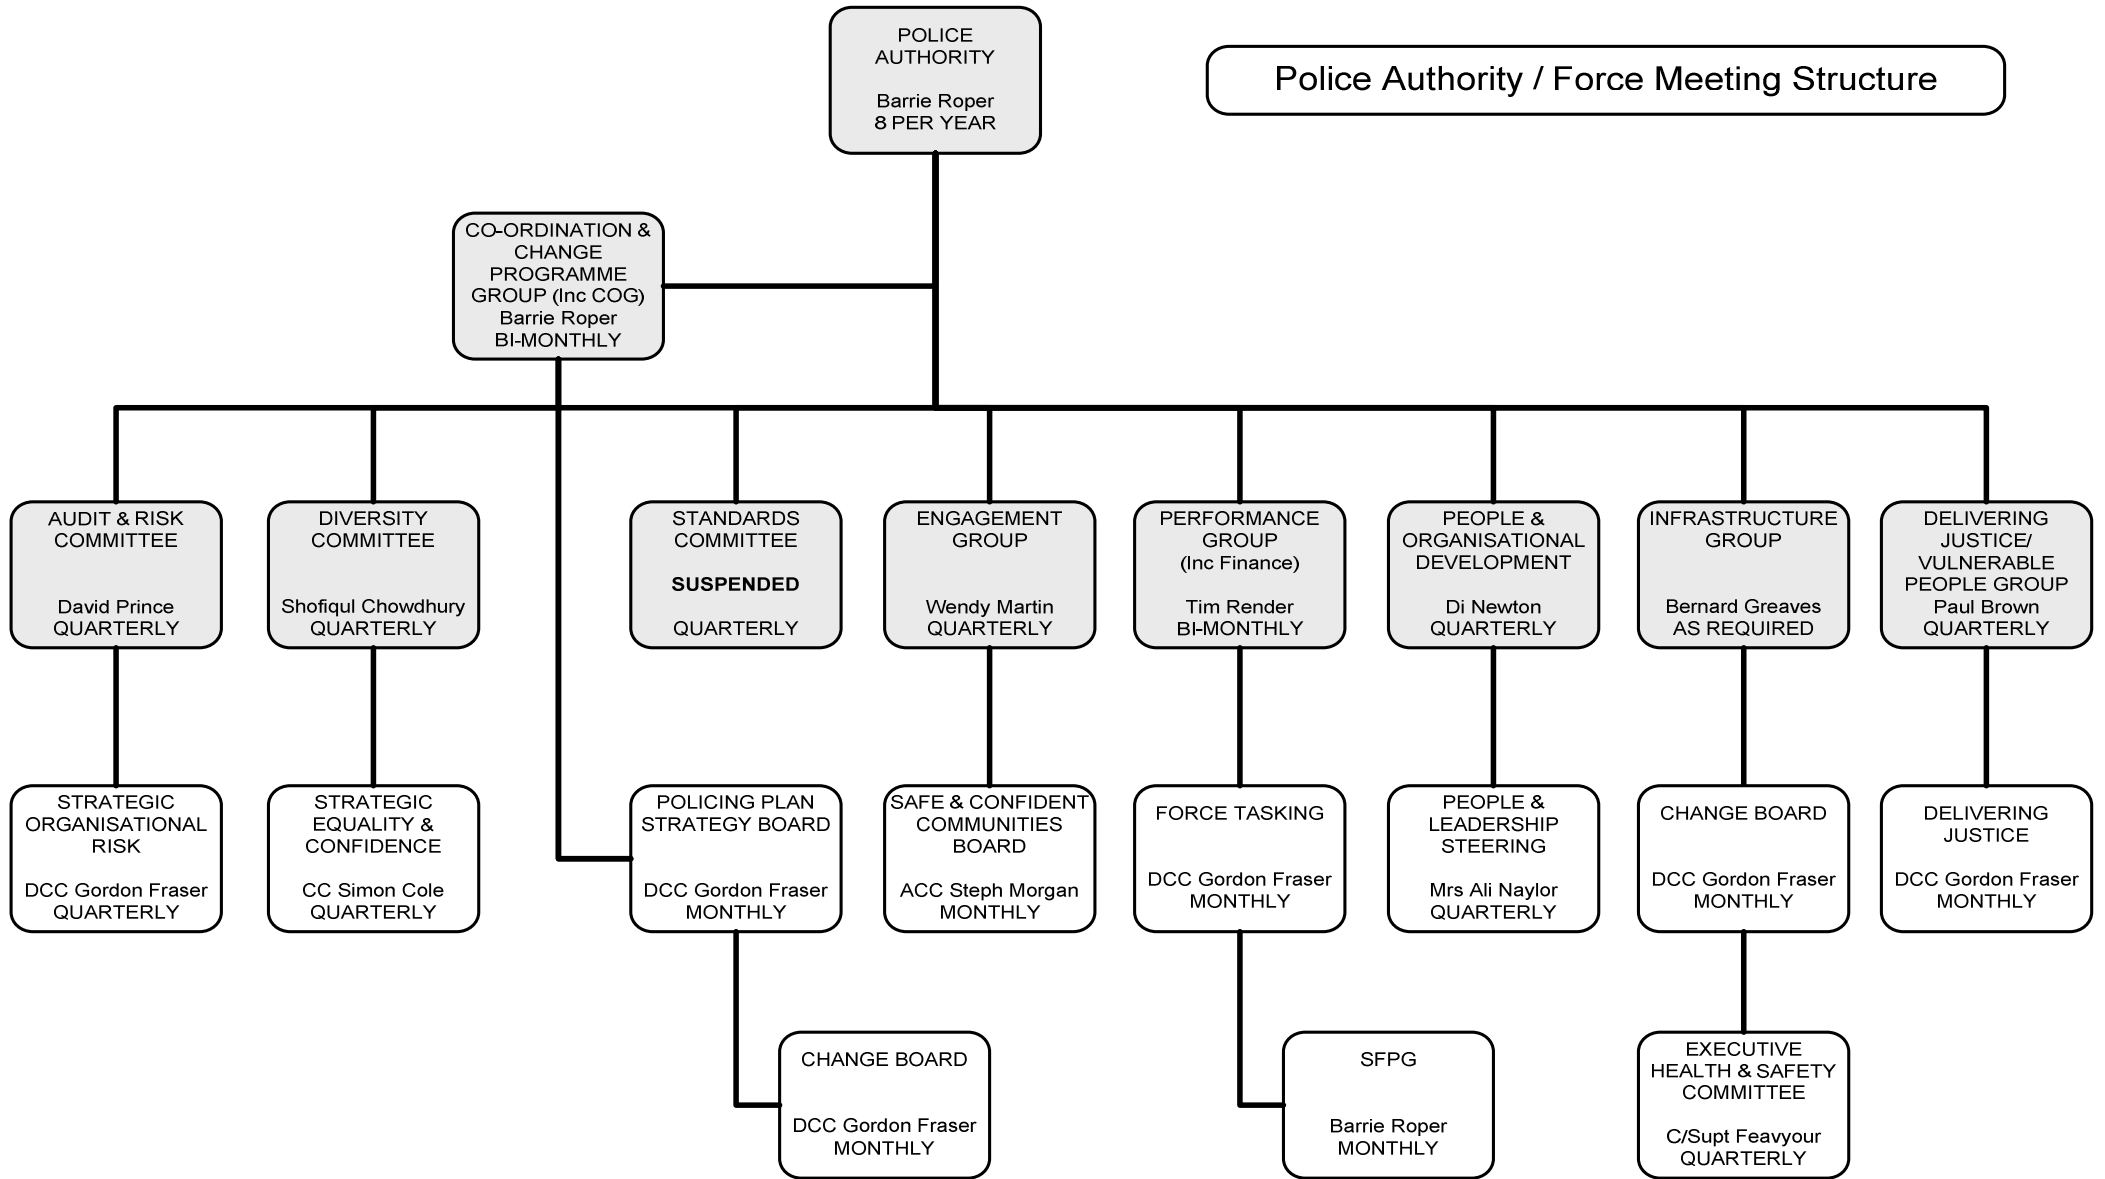 POLICE
AUTHORITY
Barrie Roper
8 PER YEAR
Police Authority / Force Meeting Structure
CO-ORDINATION &
CHANGE
PROGRAMME
GROUP (Inc COG)
Barrie Roper
BI-MONTHLY
AUDIT & RISK
COMMITTEE
David Prince
QUARTERLY
DIVERSITY
COMMITTEE
Shofiqul Chowdhury
QUARTERLY
STANDARDS
COMMITTEE
SUSPENDED
QUARTERLY
ENGAGEMENT
GROUP
Wendy Martin
QUARTERLY
PERFORMANCE
GROUP
(Inc Finance)
Tim Render
BI-MONTHLY
PEOPLE &
ORGANISATIONAL
DEVELOPMENT
Di Newton
QUARTERLY
INFRASTRUCTURE
GROUP
Bernard Greaves
AS REQUIRED
DELIVERING
JUSTICE/
VULNERABLE
PEOPLE GROUP
Paul Brown
QUARTERLY
STRATEGIC
ORGANISATIONAL
RISK
DCC Gordon Fraser
QUARTERLY
STRATEGIC
EQUALITY &
CONFIDENCE
CC Simon Cole
QUARTERLY
POLICING PLAN
STRATEGY BOARD
DCC Gordon Fraser
MONTHLY
SAFE & CONFIDENT
COMMUNITIES
BOARD
ACC Steph Morgan
MONTHLY
FORCE TASKING
DCC Gordon Fraser
MONTHLY
PEOPLE &
LEADERSHIP
STEERING
Mrs Ali Naylor
QUARTERLY
CHANGE BOARD
DCC Gordon Fraser
MONTHLY
DELIVERING
JUSTICE
DCC Gordon Fraser
MONTHLY
CHANGE BOARD
DCC Gordon Fraser
MONTHLY
SFPG
Barrie Roper
MONTHLY
EXECUTIVE
HEALTH & SAFETY
COMMITTEE
C/Supt Feavyour
QUARTERLY